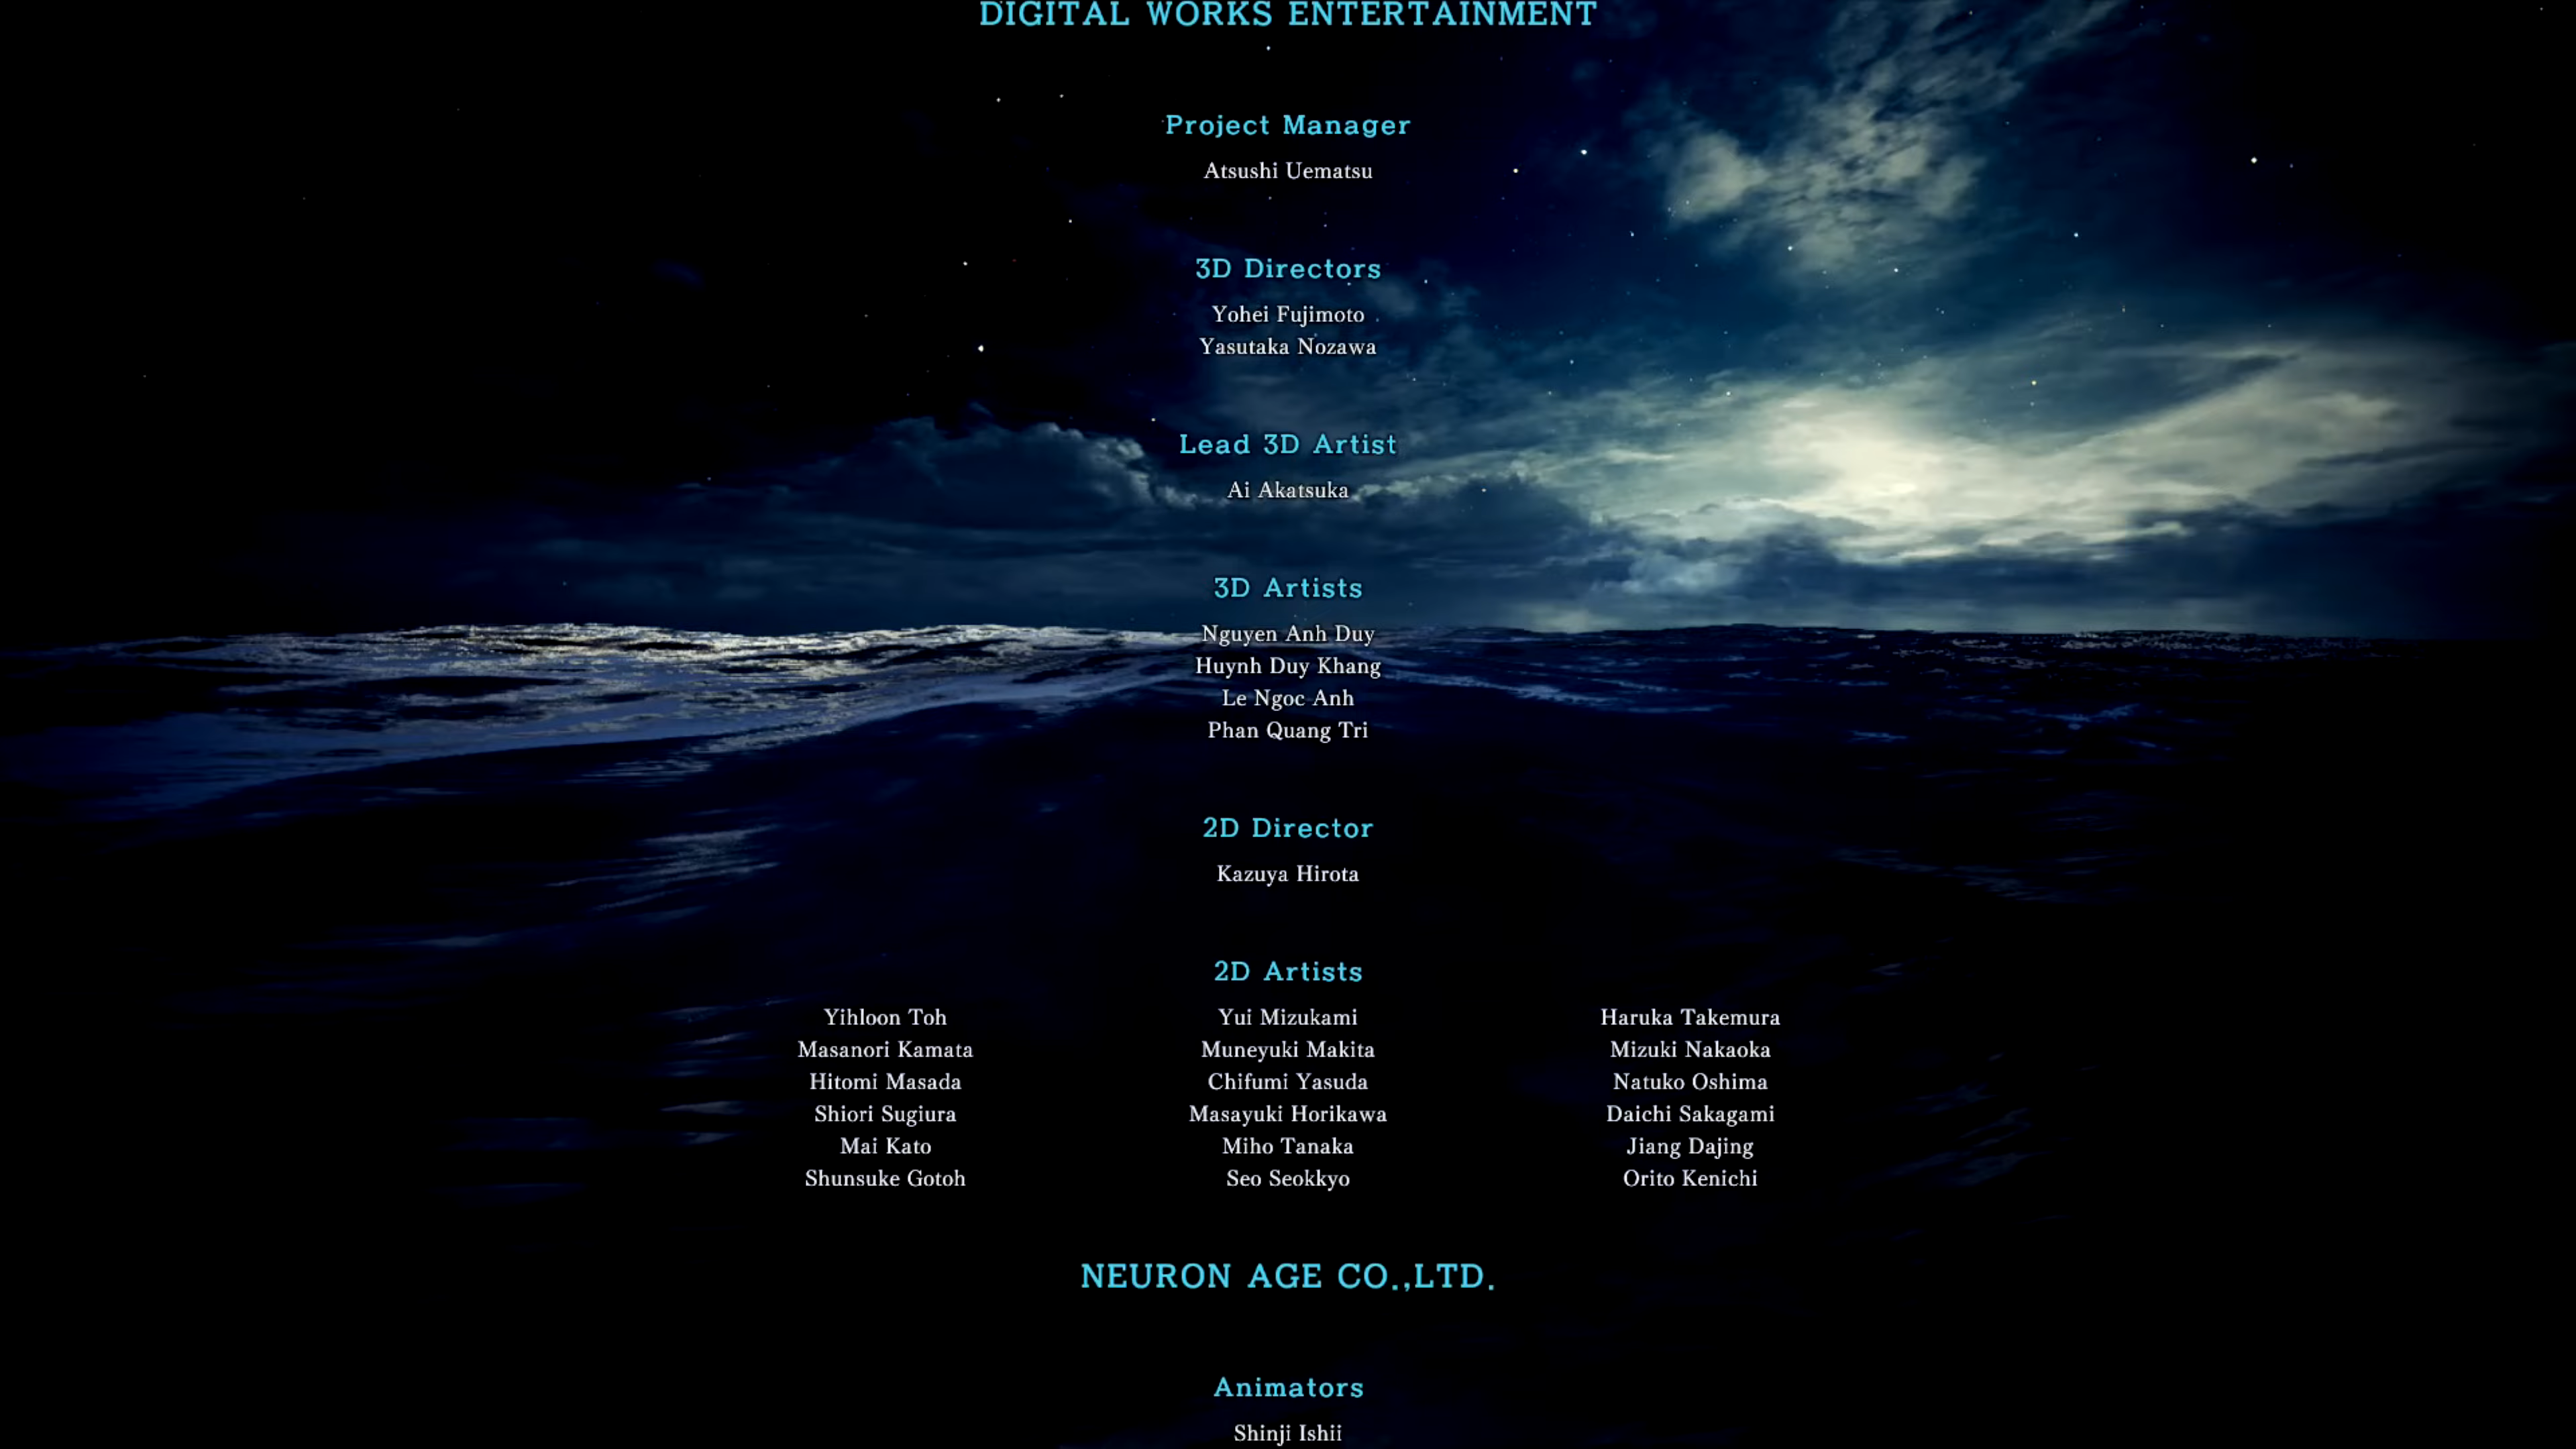 DIGITAL WORKS ENTERTAINMENT
Project Manager
Atsushi Uematsu
3D Directors
Yohei Fujimoto
Yasutaka Nozawa
Lead 3D Artist
Ai Akatsuka
3D Artists
Nguyen Anh Duy
Huynh Duy Khang
Le Ngoc Anh
Phan Quang Tri
2D Director
Kazuya Hirota
2D Artists
Yihloon Toh Yui Mizukami Haruka Takemura
Masanori Kamata Muneyuki Makita Mizuki Nakaoka
Hitomi Masada Chifumi Yasuda Natuko Oshima
Shiori Sugiura Masayuki Horikawa Daichi Sakagami
Mai Kato Miho Tanaka Jiang Dajing
Shunsuke Gotoh Seo Seokkyo Orito Kenichi
NEURON AGE CO.,LTD.
Animators
Shinji Ishii